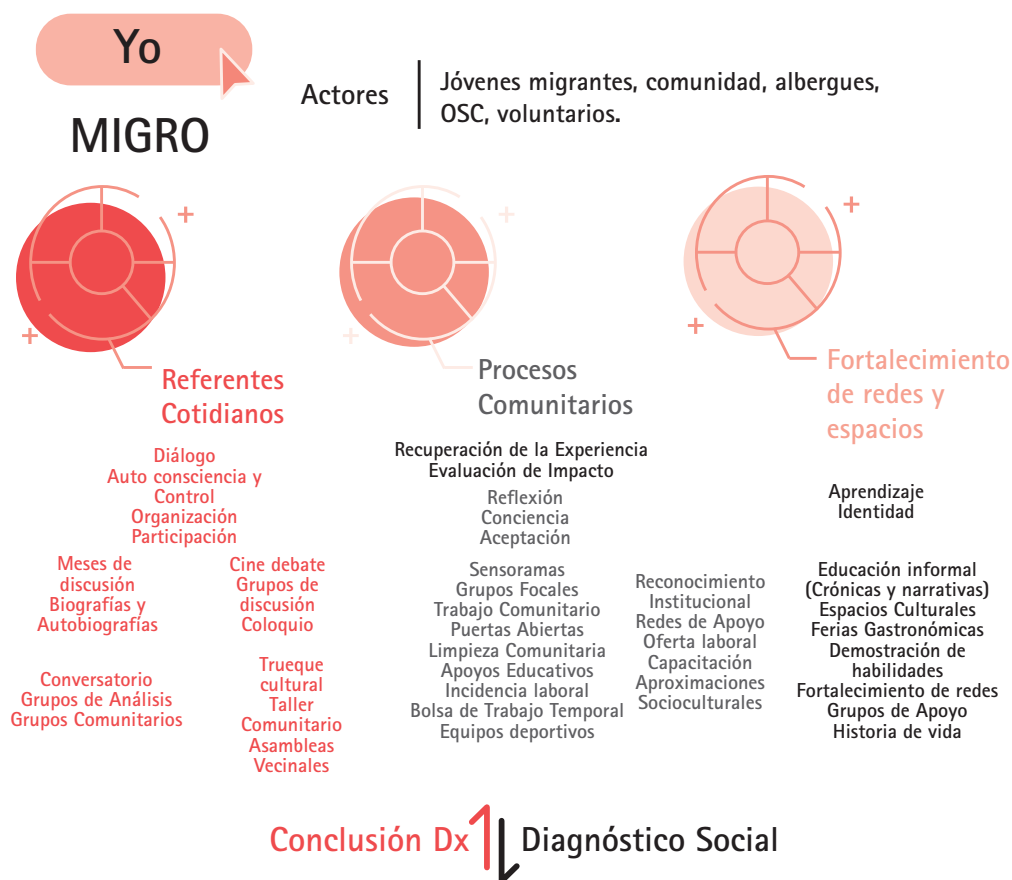 Yo
MIGRO
Actores
Jóvenes migrantes, comunidad, albergues,
OSC, voluntarios.
Referentes
Cotidianos
Diálogo
Auto consciencia y
Control
Organización
Participación
Meses de
discusión
Biografías y
Autobiografías
Cine debate
Grupos de
discusión
Coloquio
Conversatorio
Grupos de Análisis
Grupos Comunitarios
Trueque
cultural
Taller
Comunitario
Asambleas
Vecinales
Procesos
Comunitarios
Recuperación de la Experiencia
Evaluación de Impacto
Reflexión
Conciencia
Aceptación
Sensoramas
Grupos Focales
Trabajo Comunitario
Puertas Abiertas
Limpieza Comunitaria
Apoyos Educativos
Incidencia laboral
Bolsa de Trabajo Temporal
Equipos deportivos
Reconocimiento
Institucional
Redes de Apoyo
Oferta laboral
Capacitación
Aproximaciones
Socioculturales
Fortalecimiento
de redes y
espacios
Aprendizaje
Identidad
Educación informal
(Crónicas y narrativas)
Espacios Culturales
Ferias Gastronómicas
Demostración de
habilidades
Fortalecimiento de redes
Grupos de Apoyo
Historia de vida
Conclusión Dx
Diagnóstico Social